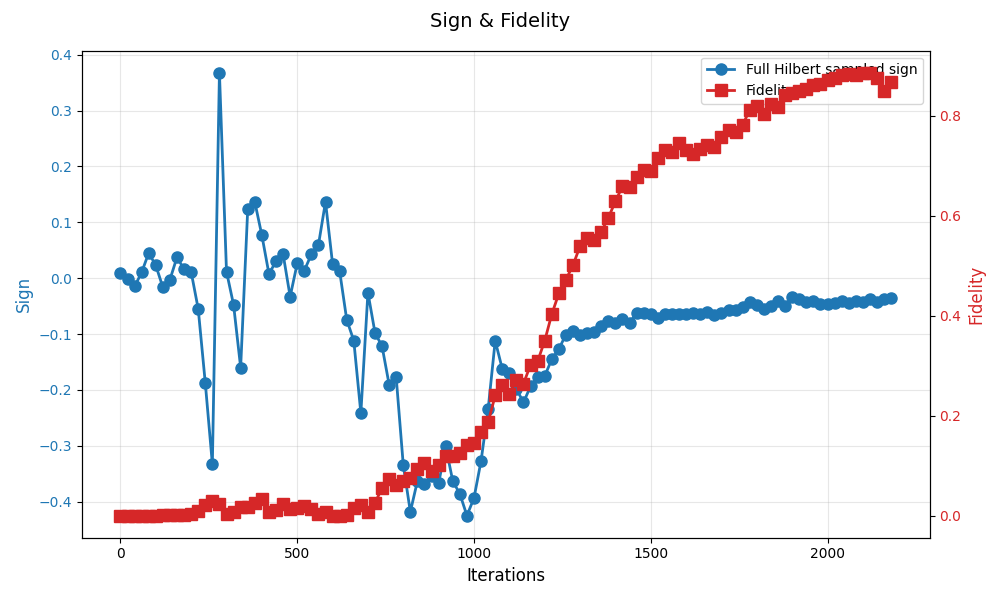 Sign & Fidelity
Full Hilbert sampled sign
Fidelity
0.4
0.3
0.2
0.1
0.0
−0.1
−0.2
−0.3
−0.4
Sign
0.8
0.6
0.4
0.2
0.0
Fidelity
0 500 1000 1500 2000
Iterations